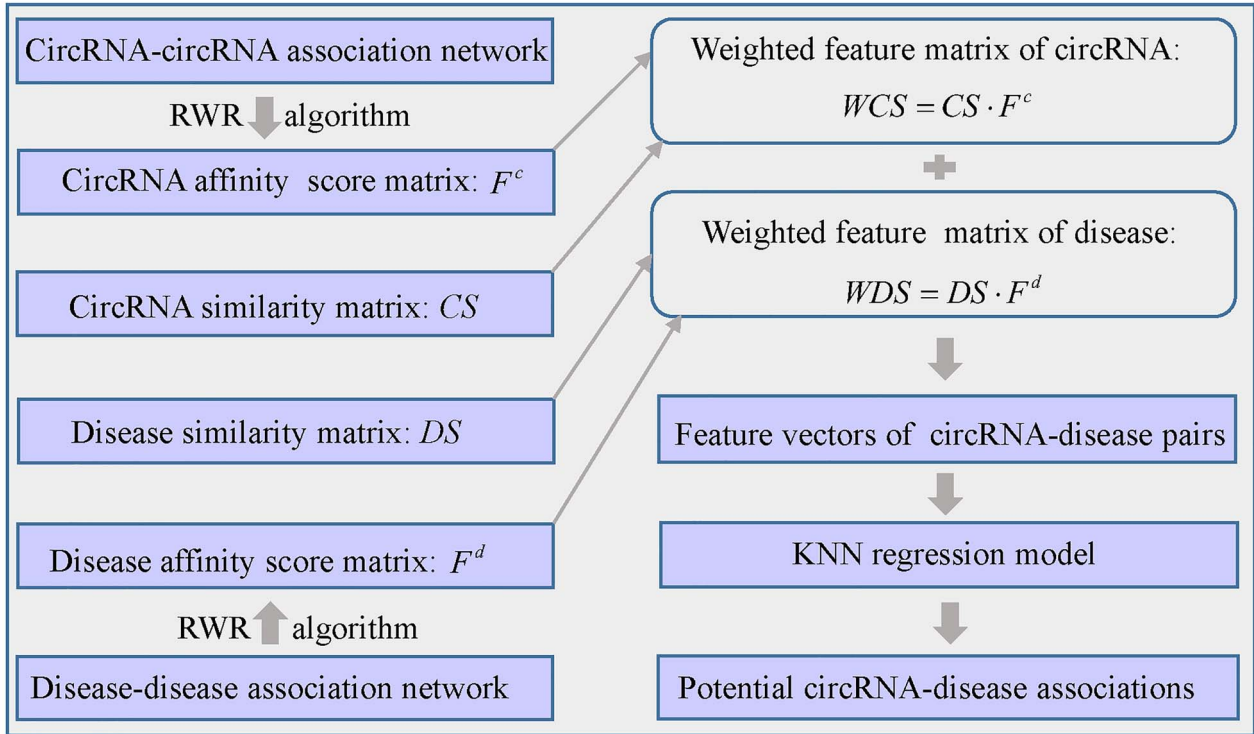 CircRNA-circRNA association network
RWR algorithm
CircRNA affinity score matrix: F^c
CircRNA similarity matrix: CS
Disease similarity matrix: DS
Disease affinity score matrix: F^d
RWR algorithm
Disease-disease association network
Weighted feature matrix of circRNA:
WCS = CS · F^c
Weighted feature matrix of disease:
WDS = DS · F^d
Feature vectors of circRNA-disease pairs
KNN regression model
Potential circRNA-disease associations